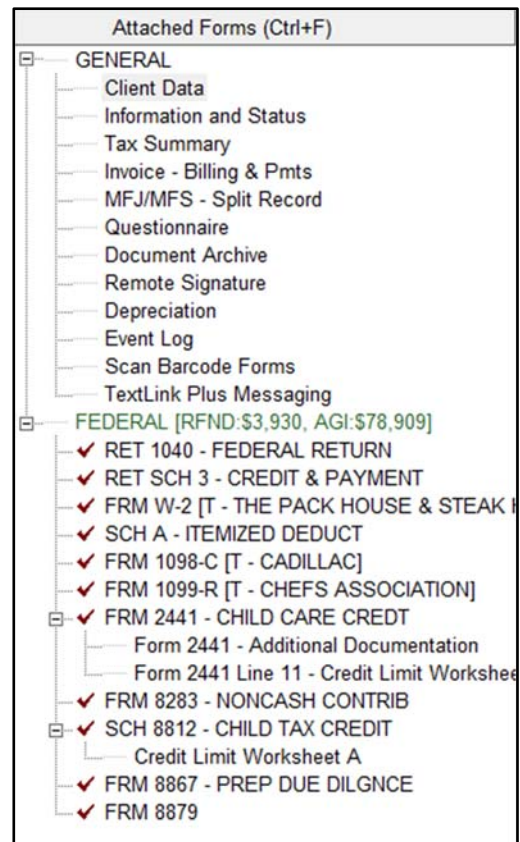 Attached Forms (Ctrl+F)
GENERAL
Client Data
Information and Status
Tax Summary
Invoice - Billing & Pmts
MFJ/MFS - Split Record
Questionnaire
Document Archive
Remote Signature
Depreciation
Event Log
Scan Barcode Forms
TextLink Plus Messaging
FEDERAL [RFND:$3,930, AGI:$78,909]
RET 1040 - FEDERAL RETURN
RET SCH 3 - CREDIT & PAYMENT
FRM W-2 [T - THE PACK HOUSE & STEAK
SCH A - ITEMIZED DEDUCT
FRM 1098-C [T - CADILLAC]
FRM 1099-R [T - CHEFS ASSOCIATION]
FRM 2441 - CHILD CARE CREDT
Form 2441 - Additional Documentation
Form 2441 Line 11 - Credit Limit Workshee
FRM 8283 - NONCASH CONTRIB
SCH 8812 - CHILD TAX CREDIT
Credit Limit Worksheet A
FRM 8867 - PREP DUE DILGNCE
FRM 8879